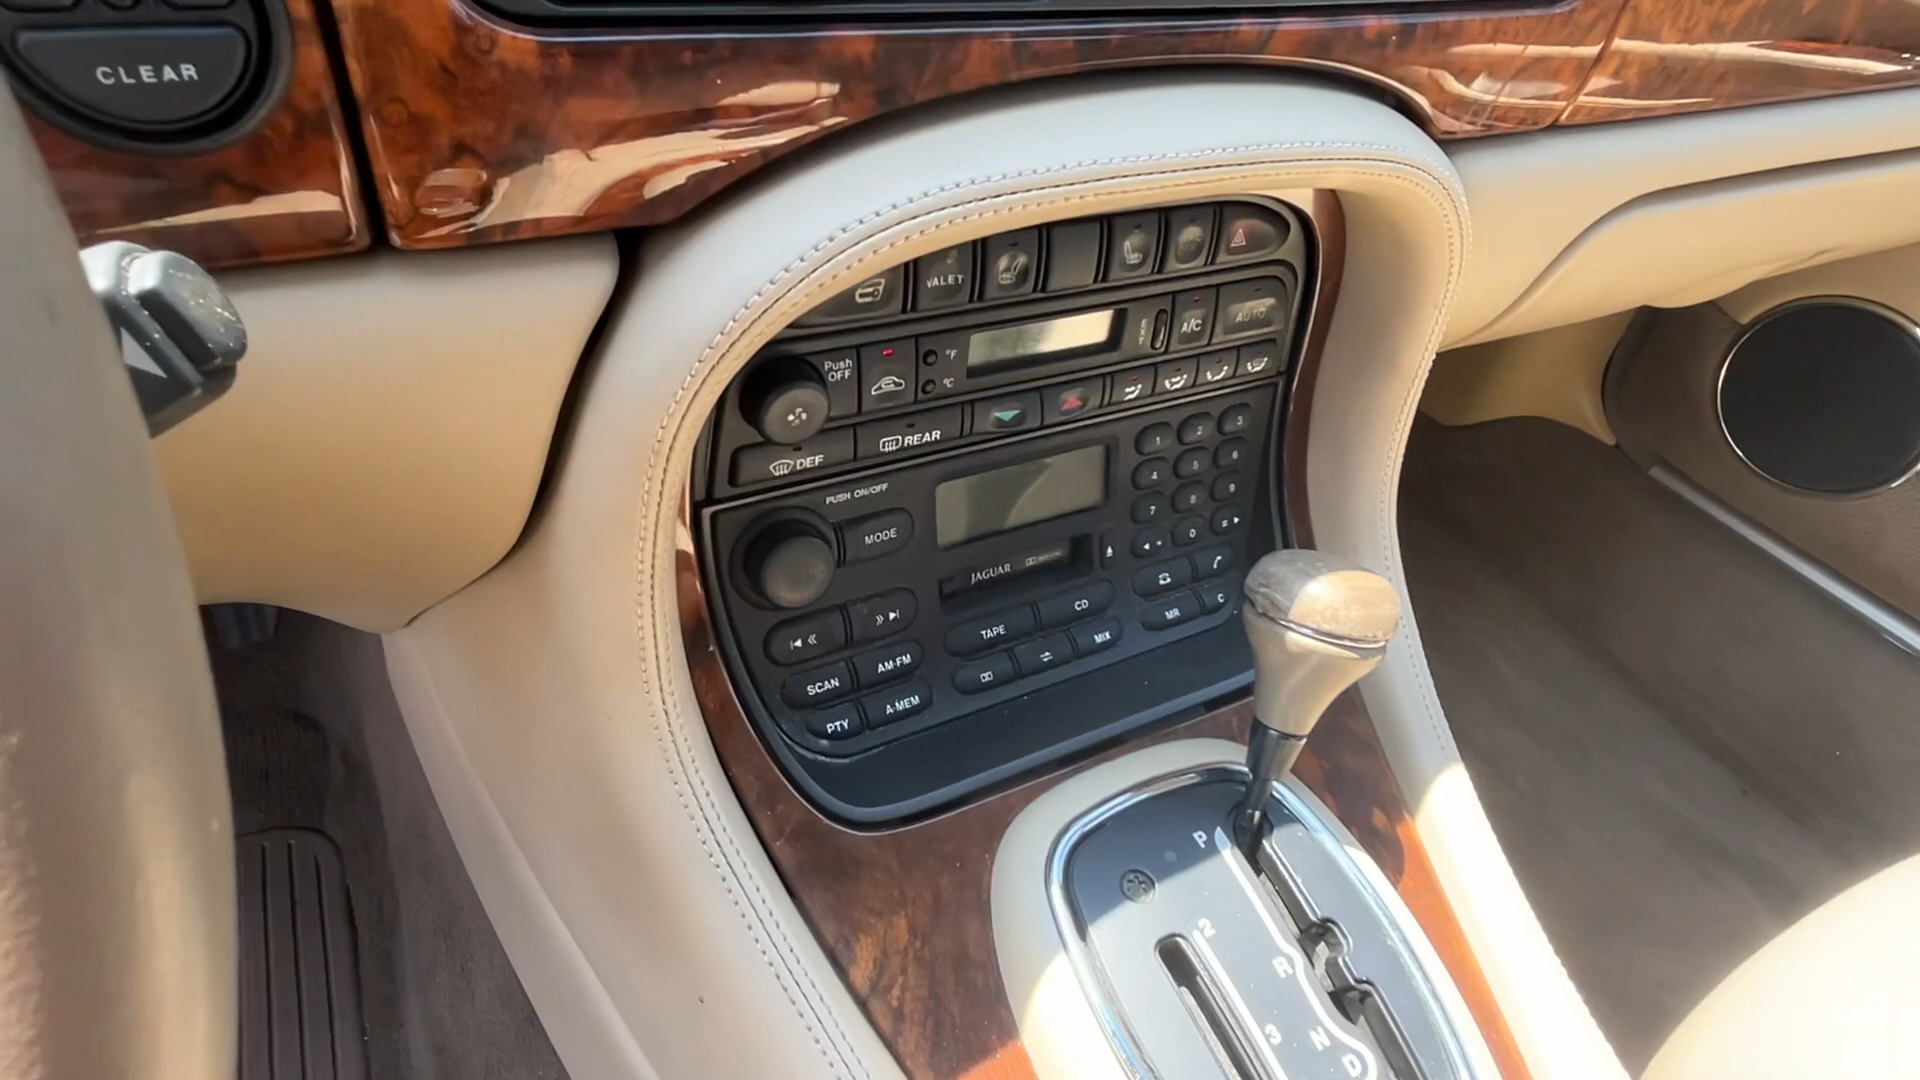 CLEAR
VALET
Push
OFF
°F
°C
A/C
AUTO
DEF
REAR
PUSH ON/OFF
MODE
1 2 3
4 5 6
7 8 9
0
JAGUAR
TAPE
CD
MR
C
SCAN
AM·FM
MIX
PTY
A·MEM
P
2
R
3
N
D